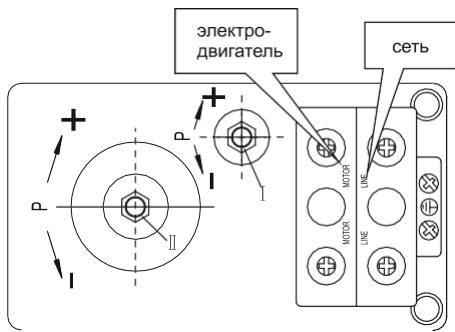 электро-
двигатель
сеть
+
P
-
I
+
P
-
II
MOTOR
LINE
MOTOR
LINE